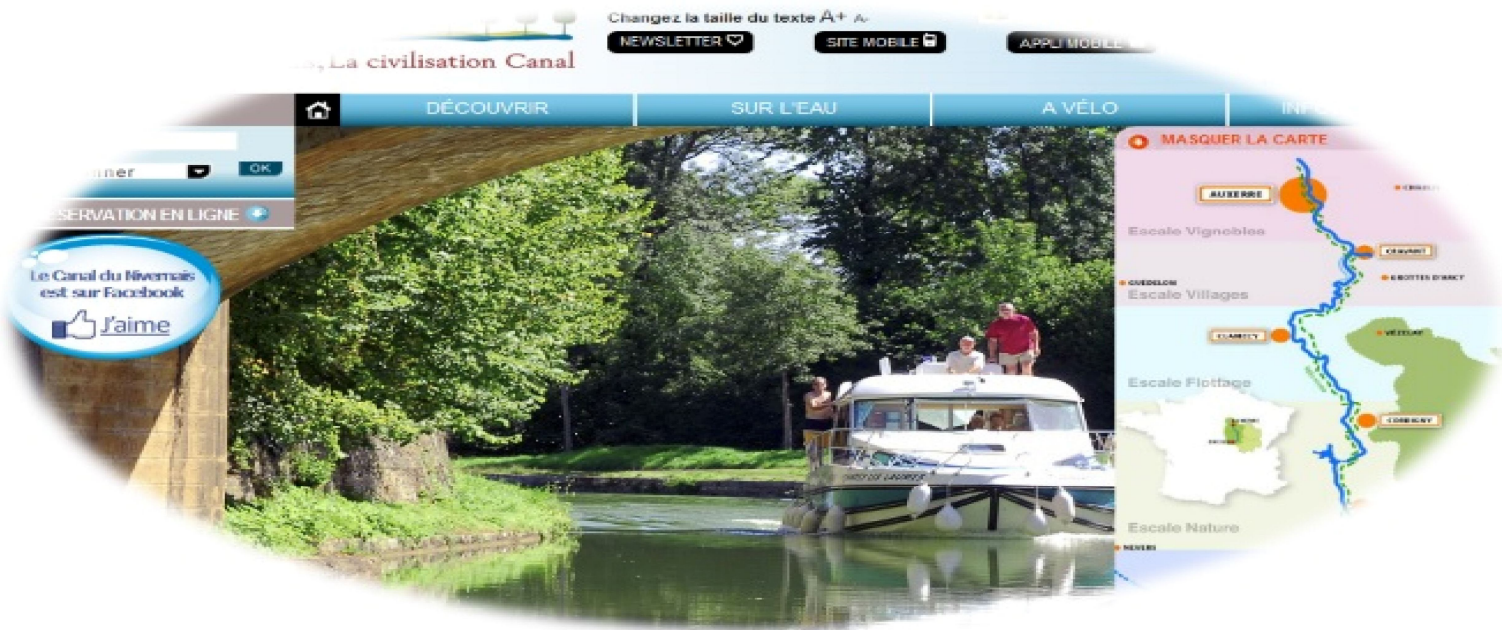 Changez la taille du texte A+ A-
NEWSLETTER
SITE MOBILE
APPLI MOBILE
La civilisation Canal
DÉCOUVRIR
SUR L'EAU
A VÉLO
OK
EN LIGNE
MASQUER LA CARTE
AUXERRE
Escale Vignobles
Le Canal du Nivernais
est sur Facebook
J'aime
CRAVANT
GROTTES D'ARCY
GUÉDELON
Escale Villages
CLAMECY
VÉZELAY
Escale Flottage
CORBIGNY
Escale Nature
NEVERS